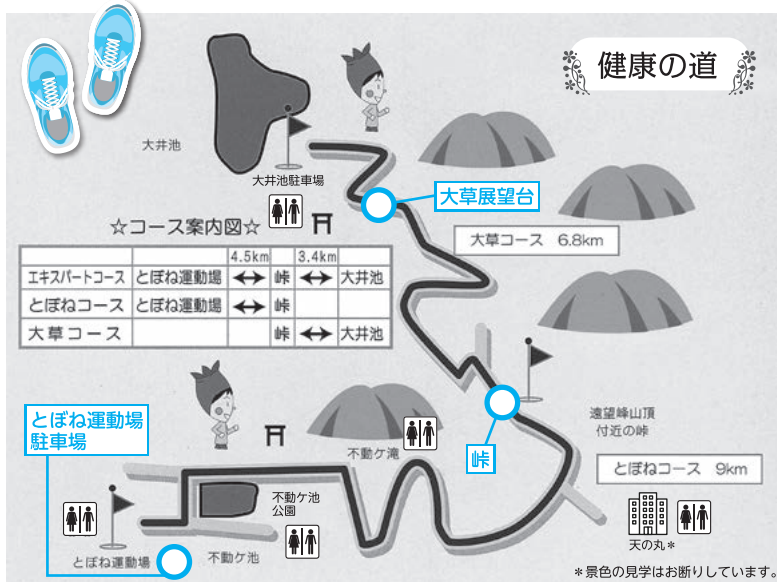 健康の道
大井池
大井池駐車場
大草展望台
☆コース案内図☆
大草コース 6.8km
4.5km 3.4km
エキスパートコース とぼね運動場 ↔ 峠 ↔ 大井池
とぼねコース とぼね運動場 ↔ 峠
大草コース 峠 ↔ 大井池
遠望峰山頂
付近の峠
とぼね運動場
駐車場
不動ケ滝
峠
とぼねコース 9km
不動ケ池
公園
天の丸*
とぼね運動場
不動ケ池
*景色の見学はお断りしています。